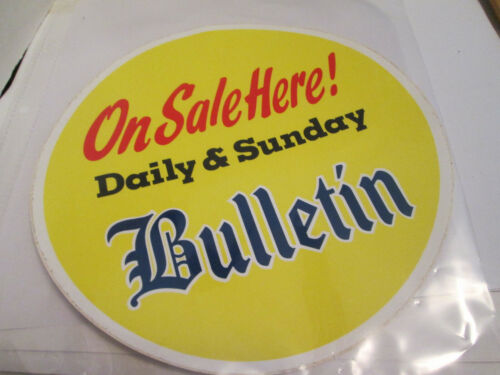 On Sale Here!
Daily & Sunday
Bulletin